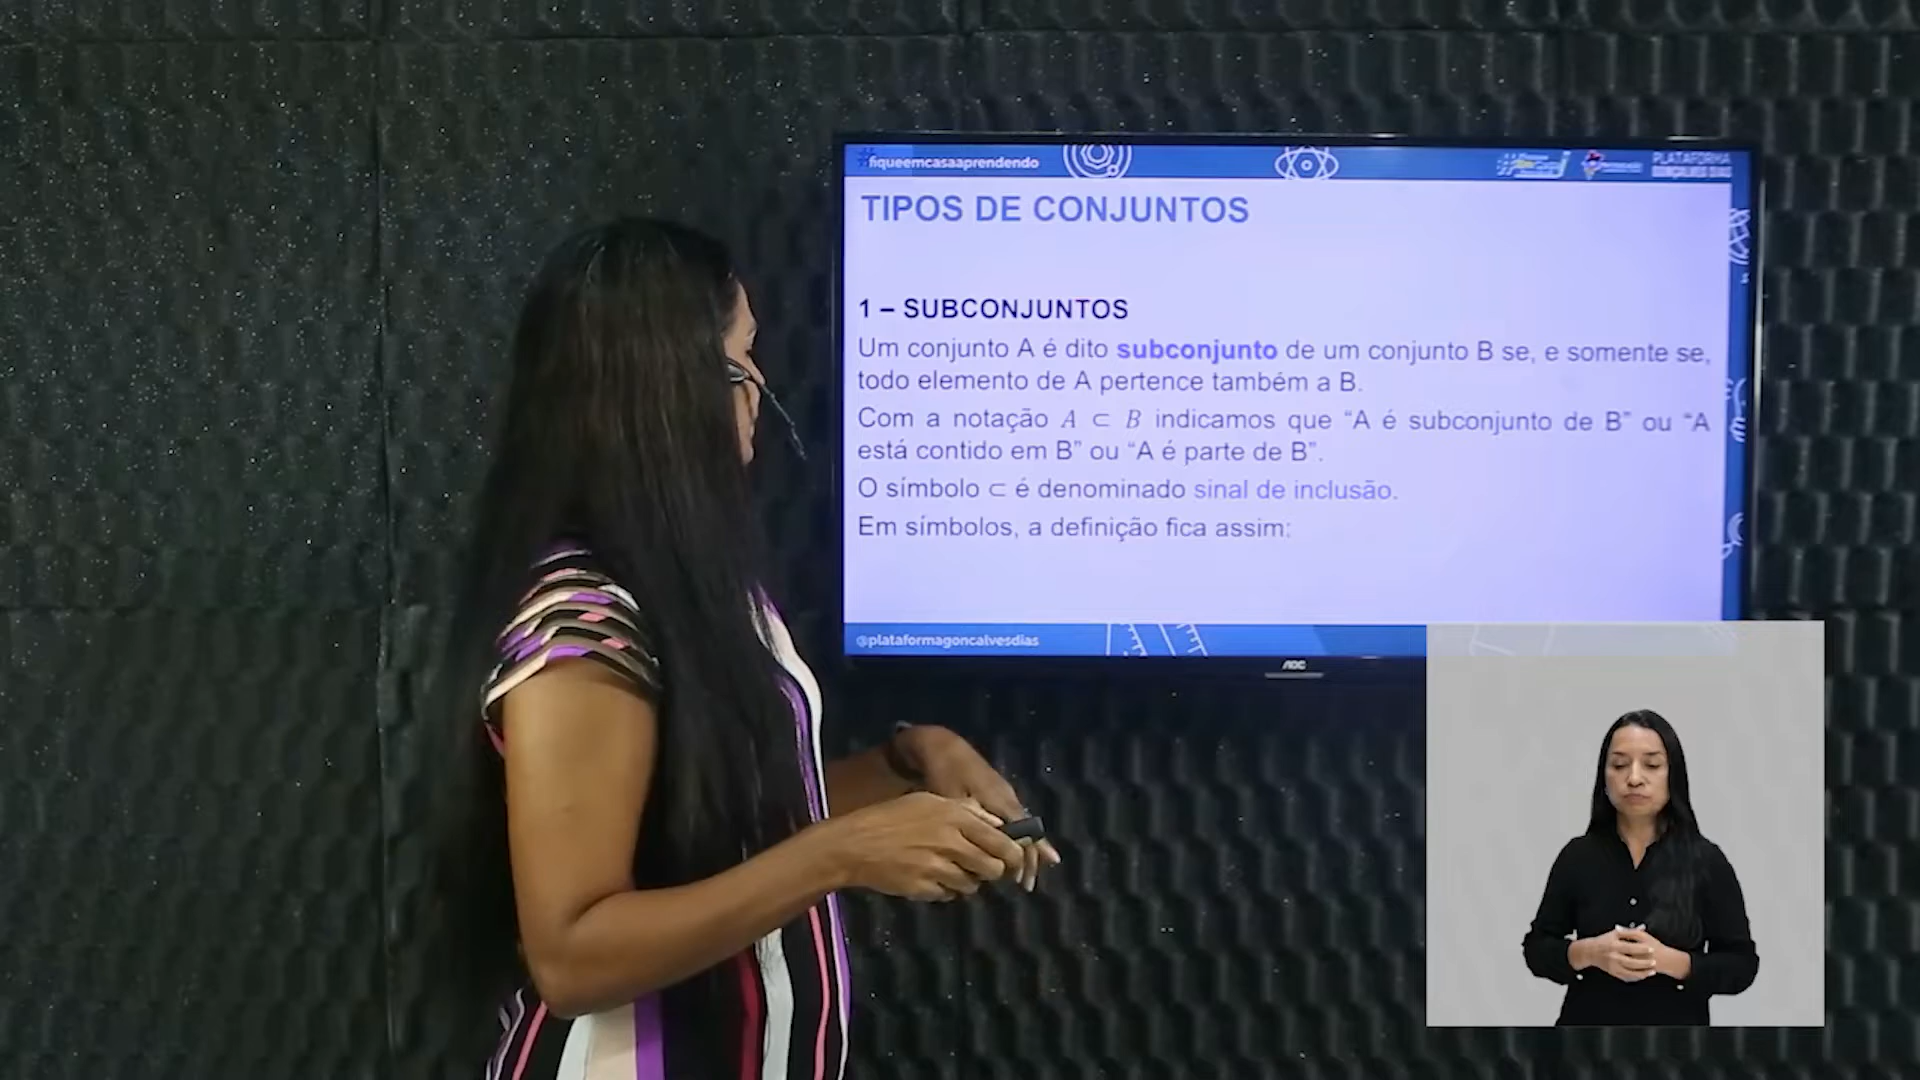 #fiqueemcasaaprendendo
PLATAFORMA
GONÇALVES DIAS
TIPOS DE CONJUNTOS
1 – SUBCONJUNTOS
Um conjunto A é dito subconjunto de um conjunto B se, e somente se,
todo elemento de A pertence também a B.
Com a notação A ⊂ B indicamos que “A é subconjunto de B” ou “A
está contido em B” ou “A é parte de B”.
O símbolo ⊂ é denominado sinal de inclusão.
Em símbolos, a definição fica assim:
@plataformagoncalvesdias
AOC